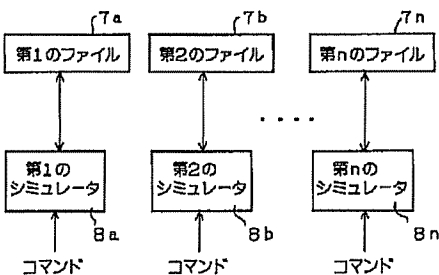 7a
7b
7n
第1のファイル
第2のファイル
第nのファイル
第1の
シミュレータ
第2の
シミュレータ
第nの
シミュレータ
8a
8b
8n
コマンド
コマンド
コマンド